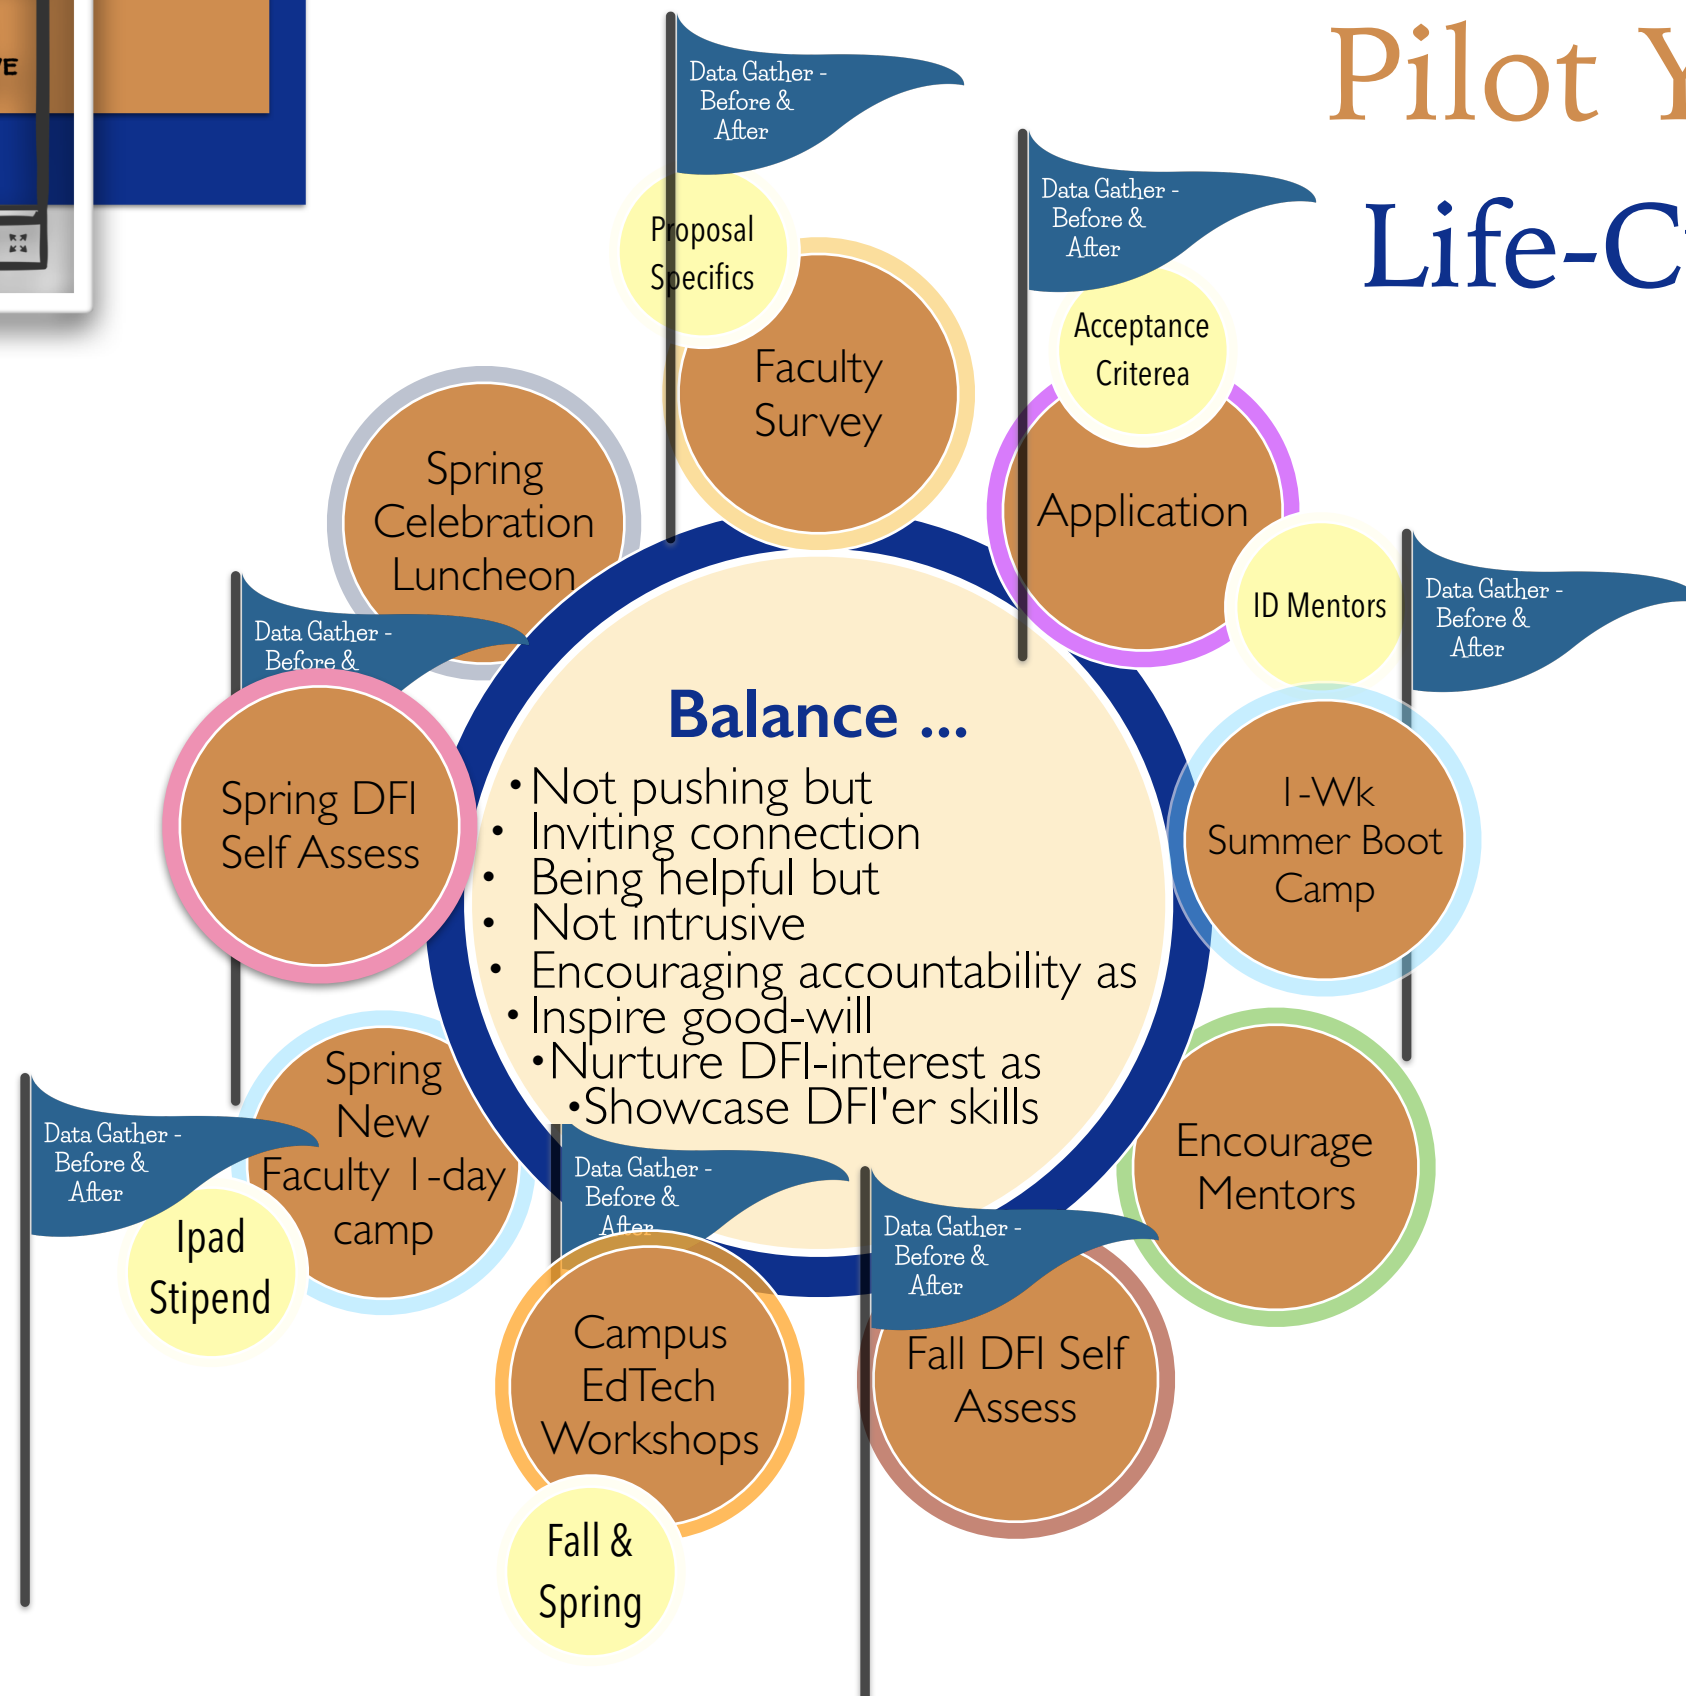 Pilot
Life-C
Data Gather -
Before &
After
Proposal
Specifics
Faculty
Survey
Data Gather -
Before &
After
Acceptance
Criterea
Application
ID Mentors
Data Gather -
Before &
After
1-Wk
Summer Boot
Camp
Encourage
Mentors
Data Gather -
Before &
After
Fall DFI Self
Assess
Data Gather -
Before &
After
Campus
EdTech
Workshops
Fall &
Spring
Data Gather -
Before &
After
Spring
New
Faculty 1-day
camp
Ipad
Stipend
Data Gather -
Before &
Spring DFI
Self Assess
Spring
Celebration
Luncheon
Balance ...
•Not pushing but
• Inviting connection
• Being helpful but
• Not intrusive
• Encouraging accountability as
•Inspire good-will
•Nurture DFI-interest as
•Showcase DFI'er skills